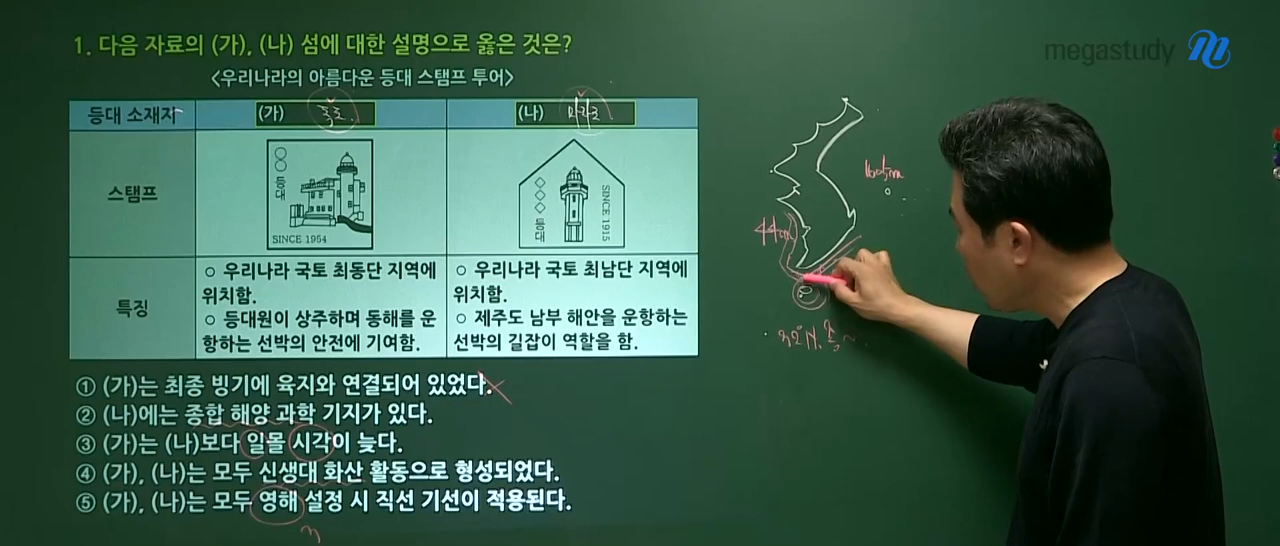 megastudy
1. 다음 자료의 (가), (나) 섬에 대한 설명으로 옳은 것은?
<우리나라의 아름다운 등대 스탬프 투어>
등대 소재지
(가) 독도
(나) 마라도
스탬프
○○등대
SINCE 1954
◇◇◇등대
SINCE 1915
특징
○ 우리나라 국토 최동단 지역에
위치함.
○ 등대원이 상주하며 동해를 운
항하는 선박의 안전에 기여함.
○ 우리나라 국토 최남단 지역에
위치함.
○ 제주도 남부 해안을 운항하는
선박의 길잡이 역할을 함.
① (가)는 최종 빙기에 육지와 연결되어 있었다.
② (나)에는 종합 해양 과학 기지가 있다.
③ (가)는 (나)보다 일몰 시각이 늦다.
④ (가), (나)는 모두 신생대 화산 활동으로 형성되었다.
⑤ (가), (나)는 모두 영해 설정 시 직선 기선이 적용된다.